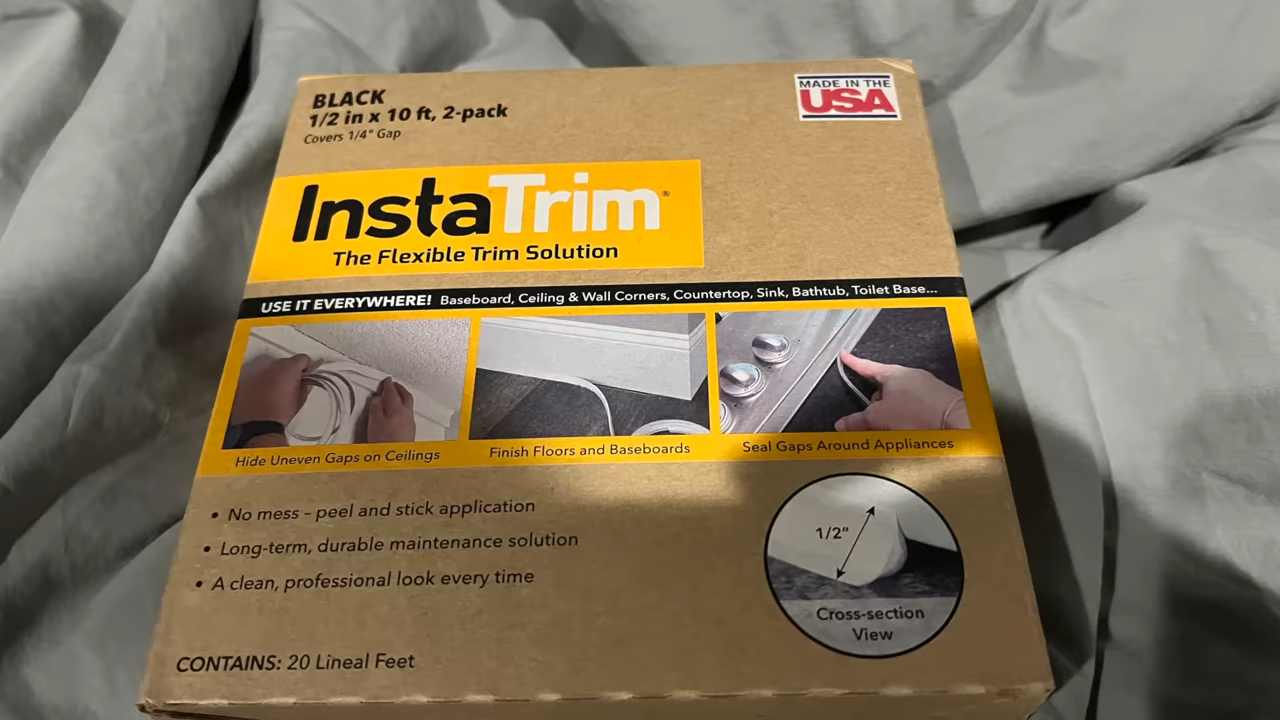 BLACK
1/2 in x 10 ft, 2-pack
Covers 1/4" Gap
MADE IN THE
USA
InstaTrim®
The Flexible Trim Solution
USE IT EVERYWHERE! Baseboard, Ceiling & Wall Corners, Countertop, Sink, Bathtub, Toilet Base...
Hide Uneven Gaps on Ceilings
Finish Floors and Baseboards
Seal Gaps Around Appliances
• No mess – peel and stick application
• Long-term, durable maintenance solution
• A clean, professional look every time
1/2"
Cross-section
View
CONTAINS: 20 Lineal Feet